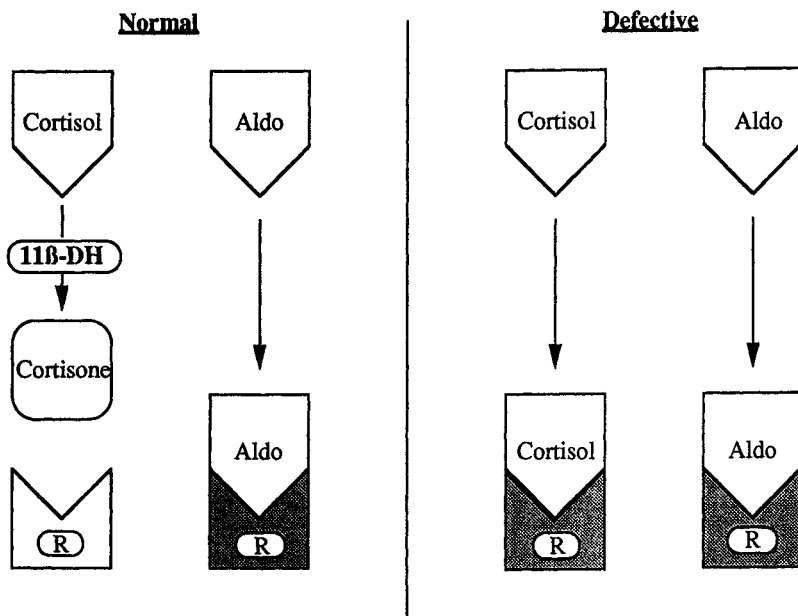 Normal
Defective
Cortisol
Aldo
Cortisol
Aldo
11ß-DH
Cortisone
Aldo
Cortisol
Aldo
R
R
R
R